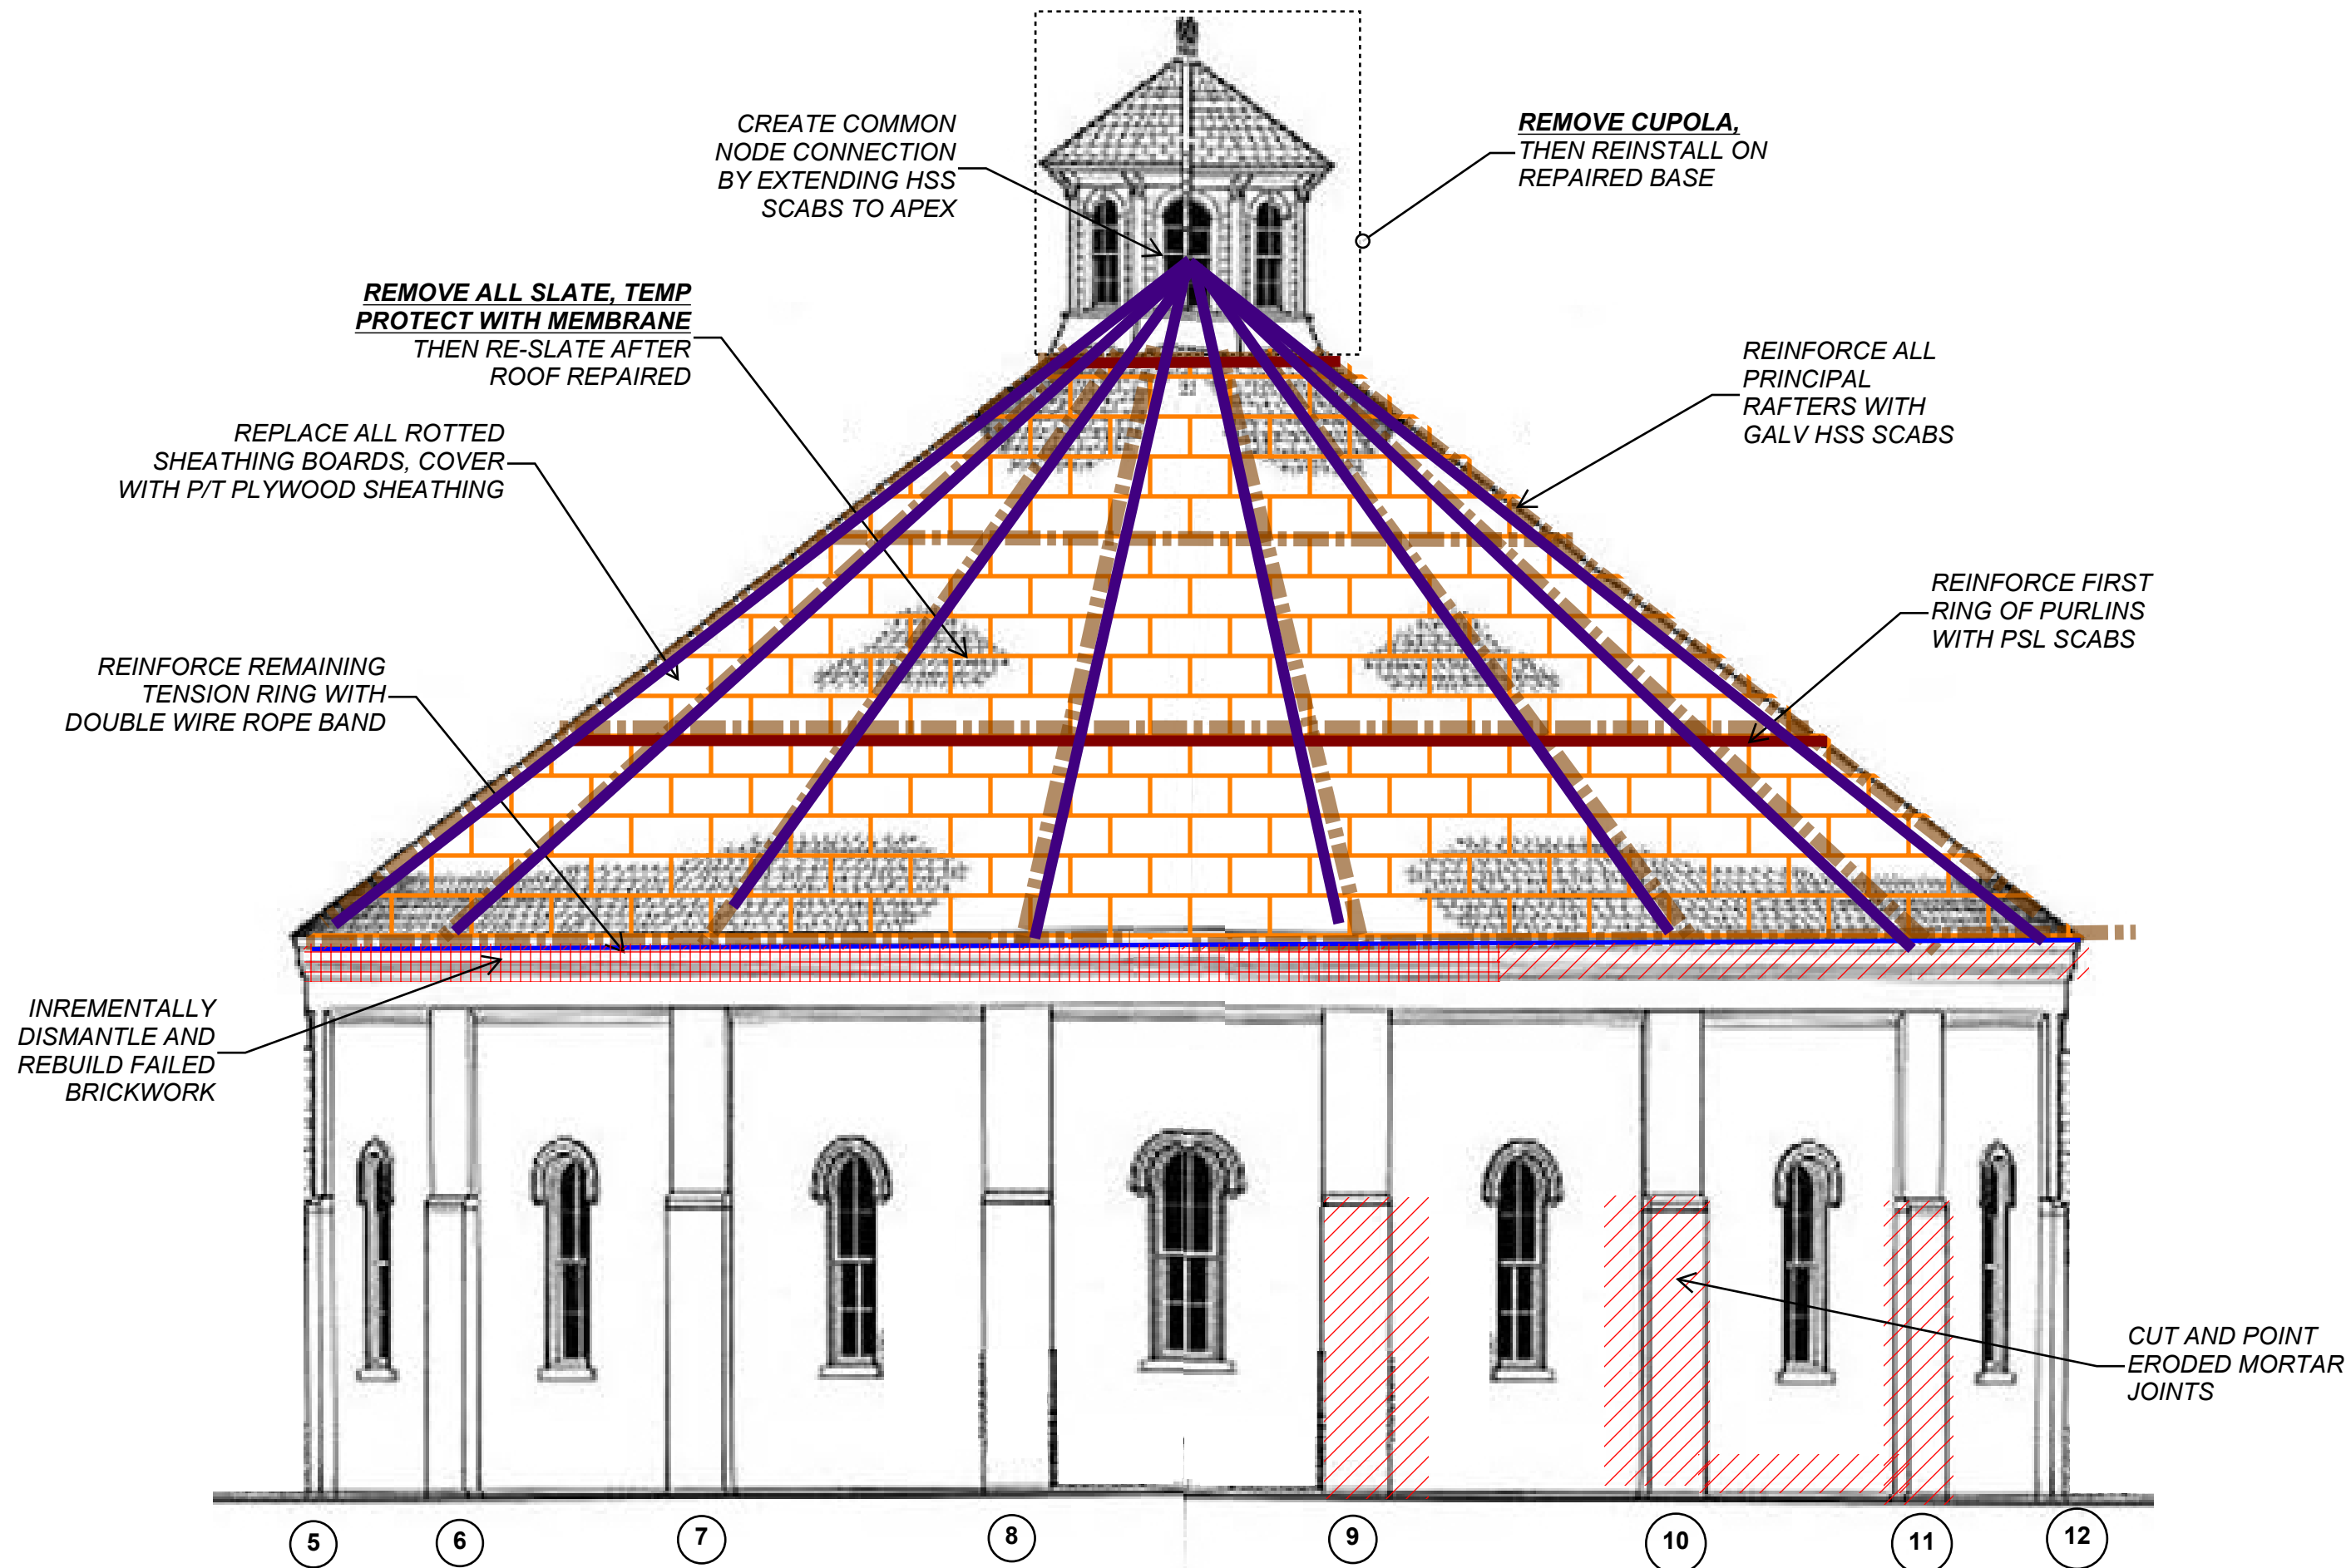 CREATE COMMON
NODE CONNECTION
BY EXTENDING HSS
SCABS TO APEX
REMOVE CUPOLA,
THEN REINSTALL ON
REPAIRED BASE
REMOVE ALL SLATE, TEMP
PROTECT WITH MEMBRANE
THEN RE-SLATE AFTER
ROOF REPAIRED
REINFORCE ALL
PRINCIPAL
RAFTERS WITH
GALV HSS SCABS
REPLACE ALL ROTTED
SHEATHING BOARDS, COVER
WITH P/T PLYWOOD SHEATHING
REINFORCE FIRST
RING OF PURLINS
WITH PSL SCABS
REINFORCE REMAINING
TENSION RING WITH
DOUBLE WIRE ROPE BAND
INREMENTALLY
DISMANTLE AND
REBUILD FAILED
BRICKWORK
CUT AND POINT
ERODED MORTAR
JOINTS
5 6 7 8 9 10 11 12